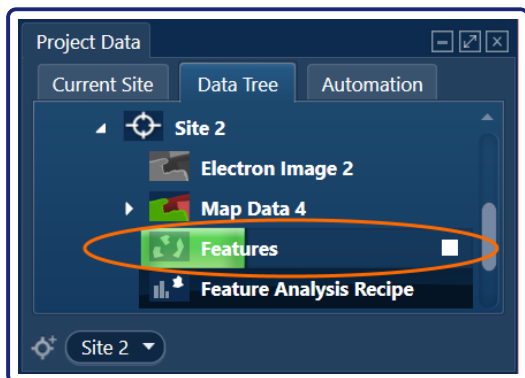 Project Data
Current Site Data Tree Automation
Site 2
Electron Image 2
Map Data 4
Features
Feature Analysis Recipe
Site 2